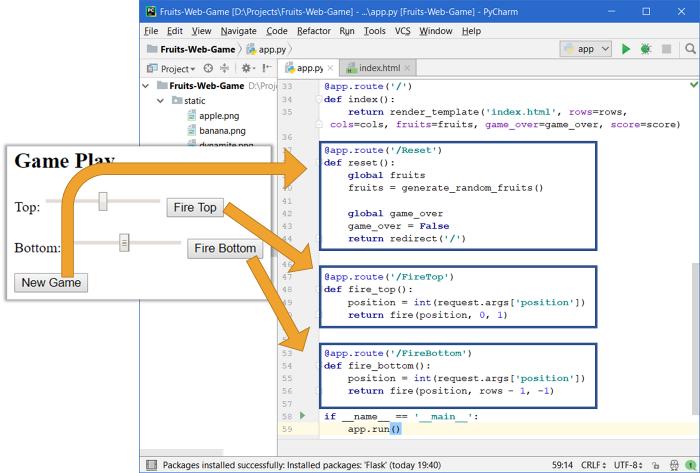 Fruits-Web-Game [D:\Projects\Fruits-Web-Game] - ...\app.py [Fruits-Web-Game] - PyCharm
File Edit View Navigate Code Refactor Run Tools VCS Window Help
Fruits-Web-Game app.py app
Project app.py index.html
Fruits-Web-Game D:\Proje
static
apple.png
banana.png
dynamite.png
33 @app.route('/')
34 def index():
35 return render_template('index.html', rows=rows,
cols=cols, fruits=fruits, game_over=game_over, score=score)
36
Game Play
Top: Fire Top
Bottom: Fire Bottom
New Game
37 @app.route('/Reset')
def reset():
global fruits
40 fruits = generate_random_fruits()
41
42 global game_over
43 game_over = False
44 return redirect('/')
46
47 @app.route('/FireTop')
48 def fire_top():
49 position = int(request.args['position'])
50 return fire(position, 0, 1)
53 @app.route('/FireBottom')
54 def fire_bottom():
55 position = int(request.args['position'])
56 return fire(position, rows - 1, -1)
57
58 if __name__ == '__main__':
59 app.run()
Packages installed successfully: Installed packages: 'Flask' (today 19:40) 59:14 CRLF UTF-8 1